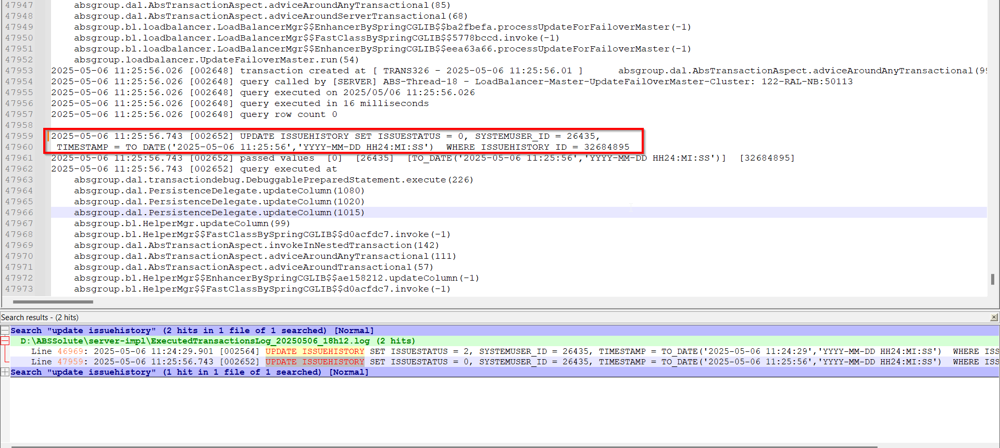 47947 absgroup.dal.AbsTransactionAspect.adviceAroundAnyTransactional(85)
47948 absgroup.dal.AbsTransactionAspect.adviceAroundServerTransactional(68)
47949 absgroup.bl.loadbalancer.LoadBalancerMgr$$EnhancerBySpringCGLIB$$ba2fbefa.processUpdateForFailoverMaster(-1)
47950 absgroup.bl.loadbalancer.LoadBalancerMgr$$FastClassBySpringCGLIB$$5778bccd.invoke(-1)
47951 absgroup.bl.loadbalancer.LoadBalancerMgr$$EnhancerBySpringCGLIB$$eea63a66.processUpdateForFailoverMaster(-1)
47952 absgroup.loadbalancer.UpdateFailoverMaster.run(54)
47953 2025-05-06 11:25:56.026 [002648] transaction created at [ TRANS326 - 2025-05-06 11:25:56.01 ] absgroup.dal.AbsTransactionAspect.adviceAroundAnyTransactional(99
47954 2025-05-06 11:25:56.026 [002648] query called by [SERVER] ABS-Thread-18 - LoadBalancer-Master-UpdateFailOverMaster-Cluster: 122-RAL-NB:50113
47955 2025-05-06 11:25:56.026 [002648] query executed on 2025/05/06 11:25:56.026
47956 2025-05-06 11:25:56.026 [002648] query executed in 16 milliseconds
47957 2025-05-06 11:25:56.026 [002648] query row count 0
47958
47959 2025-05-06 11:25:56.743 [002652] UPDATE ISSUEHISTORY SET ISSUESTATUS = 0, SYSTEMUSER_ID = 26435,
47960 TIMESTAMP = TO_DATE('2025-05-06 11:25:56','YYYY-MM-DD HH24:MI:SS') WHERE ISSUEHISTORY_ID = 32684895
47961 2025-05-06 11:25:56.743 [002652] passed values [0] [26435] [TO_DATE('2025-05-06 11:25:56','YYYY-MM-DD HH24:MI:SS')] [32684895]
47962 2025-05-06 11:25:56.743 [002652] query executed at
47963 absgroup.dal.transactiondebug.DebuggablePreparedStatement.execute(226)
47964 absgroup.dal.PersistenceDelegate.updateColumn(1080)
47965 absgroup.dal.PersistenceDelegate.updateColumn(1020)
47966 absgroup.dal.PersistenceDelegate.updateColumn(1015)
47967 absgroup.bl.HelperMgr.updateColumn(99)
47968 absgroup.bl.HelperMgr$$FastClassBySpringCGLIB$$d0acfdc7.invoke(-1)
47969 absgroup.dal.AbsTransactionAspect.invokeInNestedTransaction(142)
47970 absgroup.dal.AbsTransactionAspect.adviceAroundAnyTransactional(111)
47971 absgroup.dal.AbsTransactionAspect.adviceAroundTransactional(57)
47972 absgroup.bl.HelperMgr$$EnhancerBySpringCGLIB$$ae158212.updateColumn(-1)
47973 absgroup.bl.HelperMgr$$FastClassBySpringCGLIB$$d0acfdc7.invoke(-1)
Search results - (2 hits)
Search "update issuehistory" (2 hits in 1 file of 1 searched) [Normal]
D:\ABSSolute\server-impl\ExecutedTransactionsLog_20250506_18h12.log (2 hits)
Line 46969: 2025-05-06 11:24:29.901 [002564] UPDATE ISSUEHISTORY SET ISSUESTATUS = 2, SYSTEMUSER_ID = 26435, TIMESTAMP = TO_DATE('2025-05-06 11:24:29','YYYY-MM-DD HH24:MI:SS') WHERE ISS
Line 47959: 2025-05-06 11:25:56.743 [002652] UPDATE ISSUEHISTORY SET ISSUESTATUS = 0, SYSTEMUSER_ID = 26435, TIMESTAMP = TO_DATE('2025-05-06 11:25:56','YYYY-MM-DD HH24:MI:SS') WHERE ISS
Search "update issuehistory" (1 hit in 1 file of 1 searched) [Normal]